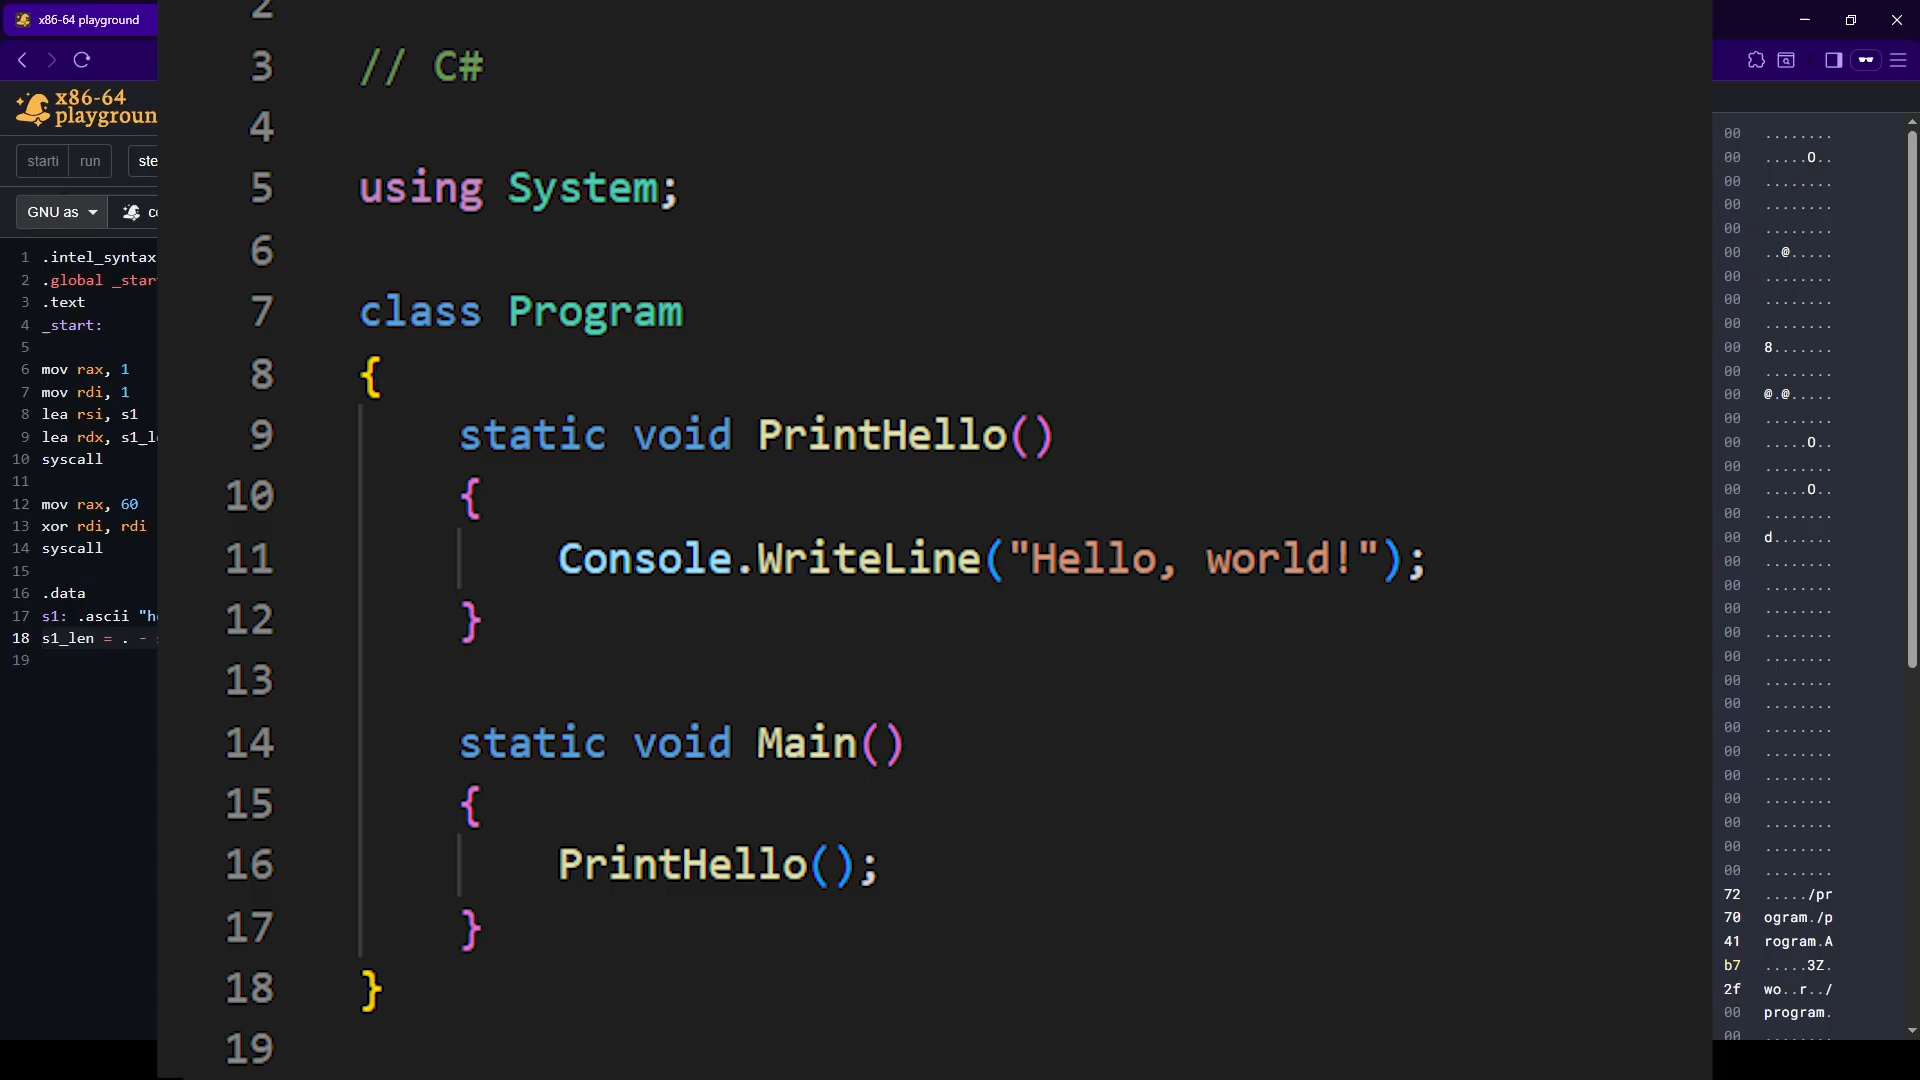 x86-64 playground
x86-64
playgroun
starti run ste
GNU as
1 .intel_syntax
2 .global _star
3 .text
4 _start:
5
6 mov rax, 1
7 mov rdi, 1
8 lea rsi, s1
9 lea rdx, s1_l
10 syscall
11
12 mov rax, 60
13 xor rdi, rdi
14 syscall
15
16 .data
17 s1: .ascii "h
18 s1_len = . -
19
2
3 // C#
4
5 using System;
6
7 class Program
8 {
9 static void PrintHello()
10 {
11 Console.WriteLine("Hello, world!");
12 }
13
14 static void Main()
15 {
16 PrintHello();
17 }
18 }
19
00 ........
00 .....O..
00 ........
00 ........
00 ........
00 ..@.....
00 ........
00 ........
00 ........
00 8.......
00 ........
00 @.@.....
00 ........
00 .....O..
00 ........
00 .....O..
00 ........
00 d.......
00 ........
00 ........
00 ........
00 ........
00 ........
00 ........
00 ........
00 ........
00 ........
00 ........
00 ........
00 ........
00 ........
00 ........
72 ...../pr
70 ogram./p
41 rogram.A
b7 .....3Z.
2f wo..r../
00 program.
00 ........